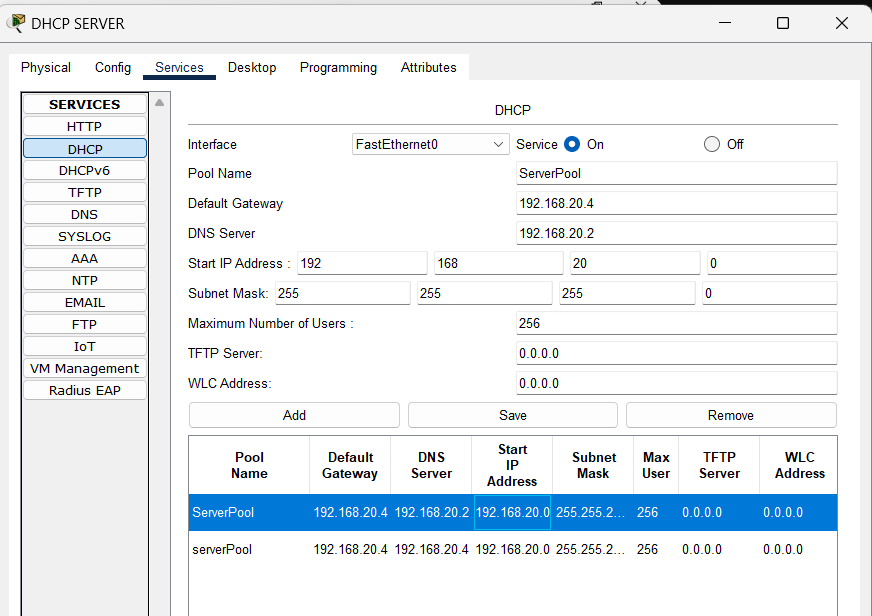 DHCP SERVER
Physical Config Services Desktop Programming Attributes
SERVICES
HTTP
DHCP
DHCPv6
TFTP
DNS
SYSLOG
AAA
NTP
EMAIL
FTP
IoT
VM Management
Radius EAP
DHCP
Interface FastEthernet0 Service On Off
Pool Name ServerPool
Default Gateway 192.168.20.4
DNS Server 192.168.20.2
Start IP Address : 192 168 20 0
Subnet Mask: 255 255 255 0
Maximum Number of Users : 256
TFTP Server: 0.0.0.0
WLC Address: 0.0.0.0
Add Save Remove
Pool Name Default Gateway DNS Server Start IP Address Subnet Mask Max User TFTP Server WLC Address
ServerPool 192.168.20.4 192.168.20.2 192.168.20.0 255.255.2... 256 0.0.0.0 0.0.0.0
serverPool 192.168.20.4 192.168.20.4 192.168.20.0 255.255.2... 256 0.0.0.0 0.0.0.0